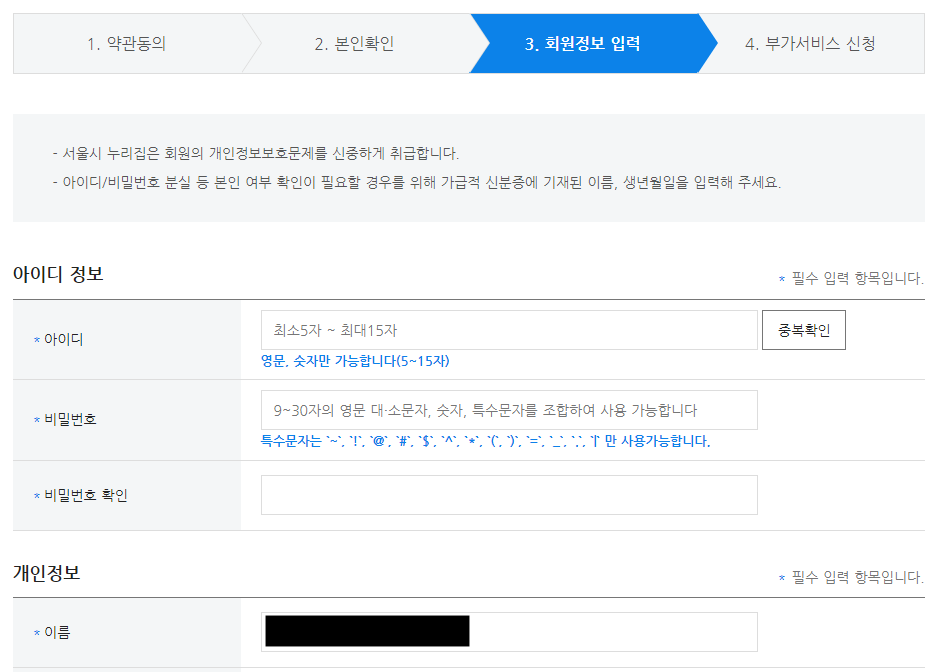 1. 약관동의
2. 본인확인
3. 회원정보 입력
4. 부가서비스 신청
- 서울시 누리집은 회원의 개인정보보호문제를 신중하게 취급합니다.
- 아이디/비밀번호 분실 등 본인 여부 확인이 필요할 경우를 위해 가급적 신분증에 기재된 이름, 생년월일을 입력해 주세요.
아이디 정보
* 필수 입력 항목입니다.
* 아이디
최소5자 ~ 최대15자
중복확인
영문, 숫자만 가능합니다(5~15자)
* 비밀번호
9~30자의 영문 대·소문자, 숫자, 특수문자를 조합하여 사용 가능합니다
특수문자는 `~`, `!`, `@`, `#`, `$`, `^`, `*`, `(`, `)`, `=`, `_`, `.`, `|` 만 사용가능합니다.
* 비밀번호 확인
개인정보
* 필수 입력 항목입니다.
* 이름